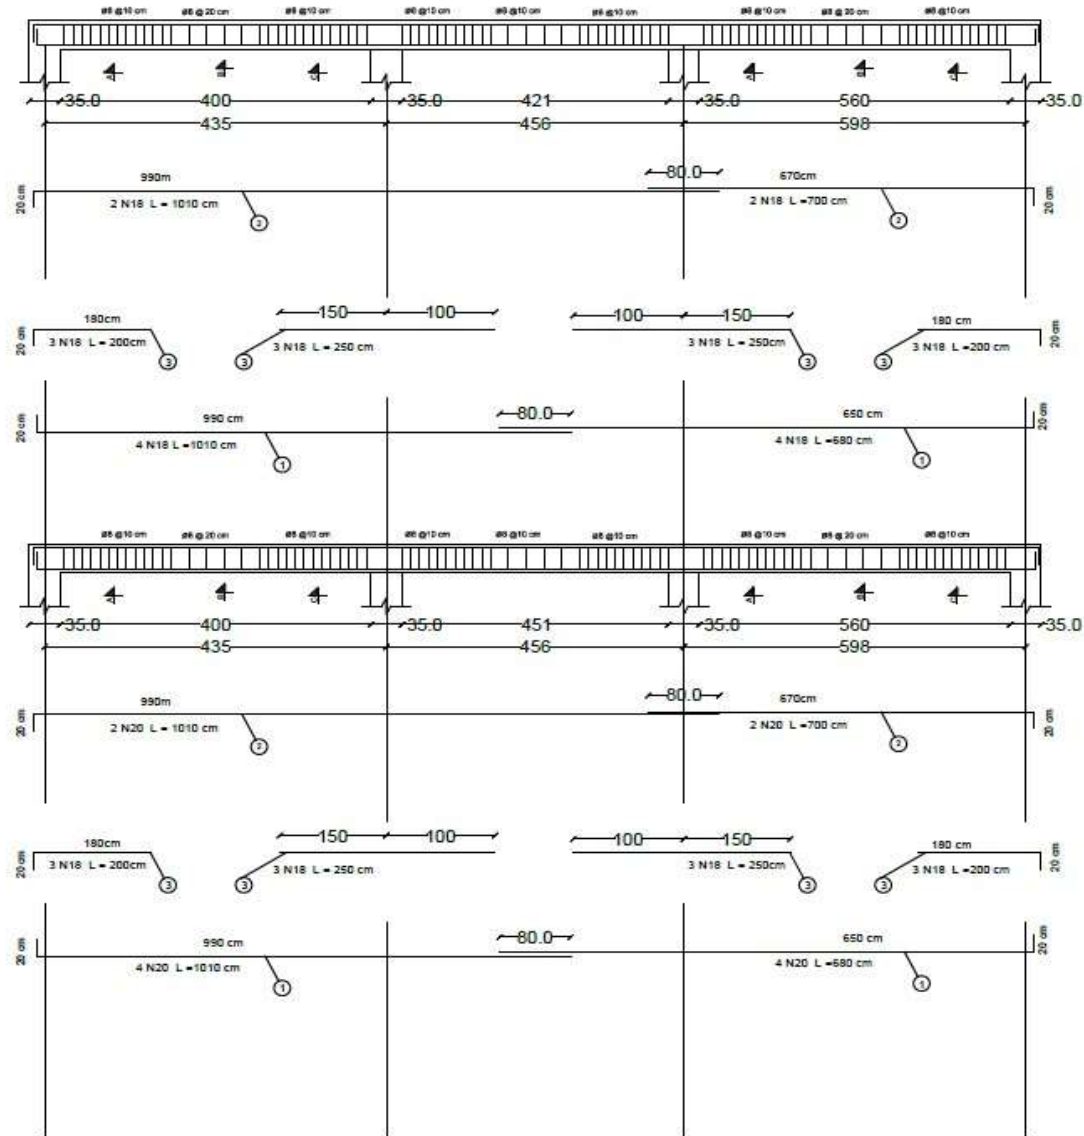 Ø8 @10 cm Ø8 @ 20 cm Ø8 @10 cm Ø8 @10 cm Ø8 @10 cm Ø8 @10 cm Ø8 @10 cm Ø8 @ 20 cm Ø8 @10 cm
A B C A B C
35.0 400 35.0 421 35.0 560 35.0
435 456 598
80.0
990m 670cm
20 cm 2 N18 L = 1010 cm 2 N18 L =700 cm 20 cm
2 2
150 100 100 150
180cm 180 cm
20 cm 3 N18 L = 200cm 3 N18 L = 250 cm 3 N18 L = 250cm 3 N18 L =200 cm 20 cm
3 3 3 3
80.0
990 cm 650 cm
20 cm 4 N18 L =1010 cm 4 N18 L =680 cm 20 cm
1 1
Ø8 @10 cm Ø8 @ 20 cm Ø8 @10 cm Ø8 @10 cm Ø8 @10 cm Ø8 @10 cm Ø8 @10 cm Ø8 @ 20 cm Ø8 @10 cm
A B C A B C
35.0 400 35.0 451 35.0 560 35.0
435 456 598
80.0
990m 670cm
20 cm 2 N20 L = 1010 cm 2 N20 L =700 cm 20 cm
2 2
150 100 100 150
180cm 180 cm
20 cm 3 N18 L = 200cm 3 N18 L = 250 cm 3 N18 L = 250cm 3 N18 L =200 cm 20 cm
3 3 3 3
80.0
990 cm 650 cm
20 cm 4 N20 L =1010 cm 4 N20 L =680 cm 20 cm
1 1